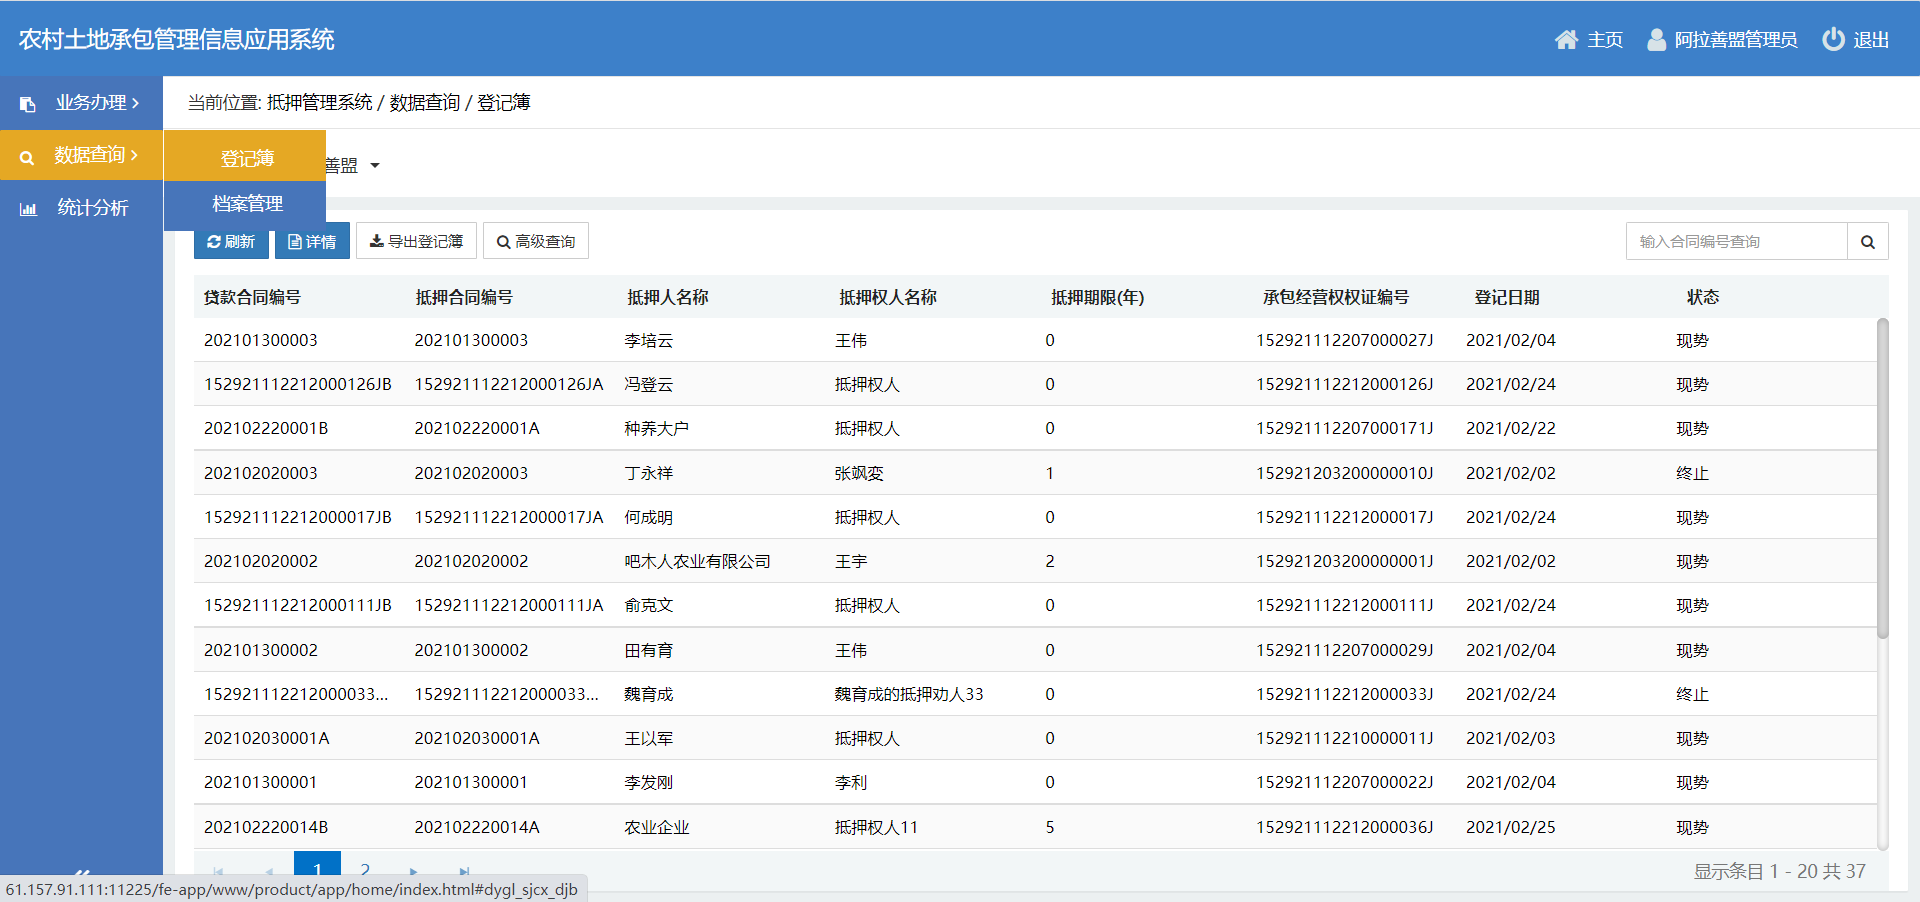 农村土地承包管理信息应用系统
主页
阿拉善盟管理员
退出
业务办理
数据查询
统计分析
登记簿
档案管理
当前位置: 抵押管理系统 / 数据查询 / 登记簿
善盟
刷新
详情
导出登记簿
高级查询
输入合同编号查询
贷款合同编号 抵押合同编号 抵押人名称 抵押权人名称 抵押期限(年) 承包经营权权证编号 登记日期 状态
202101300003 202101300003 李培云 王伟 0 152921112207000027J 2021/02/04 现势
152921112212000126JB 152921112212000126JA 冯登云 抵押权人 0 152921112212000126J 2021/02/24 现势
202102220001B 202102220001A 种养大户 抵押权人 0 152921112207000171J 2021/02/22 现势
202102020003 202102020003 丁永祥 张飒变 1 152921203200000010J 2021/02/02 终止
152921112212000017JB 152921112212000017JA 何成明 抵押权人 0 152921112212000017J 2021/02/24 现势
202102020002 202102020002 吧木人农业有限公司 王宇 2 152921203200000001J 2021/02/02 现势
152921112212000111JB 152921112212000111JA 俞克文 抵押权人 0 152921112212000111J 2021/02/24 现势
202101300002 202101300002 田有育 王伟 0 152921112207000029J 2021/02/04 现势
152921112212000033... 152921112212000033... 魏育成 魏育成的抵押劝人33 0 152921112212000033J 2021/02/24 终止
202102030001A 202102030001A 王以军 抵押权人 0 152921112210000011J 2021/02/03 现势
202101300001 202101300001 李发刚 李利 0 152921112207000022J 2021/02/04 现势
202102220014B 202102220014A 农业企业 抵押权人11 5 152921112212000036J 2021/02/25 现势
1 2
显示条目 1 - 20 共 37
61.157.91.111:11225/fe-app/www/product/app/home/index.html#dygl_sjcx_djb